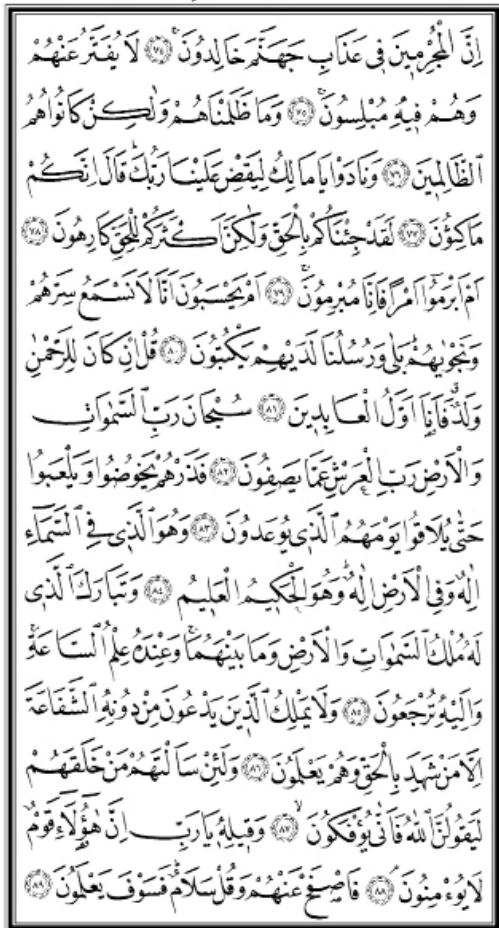 اِنَّ الْمُجْرِمِينَ فِى عَذَابِ جَهَنَّمَ خَالِدُونَۚ ﴿٧٤﴾ لَا يُفَتَّرُ عَنْهُمْ
وَهُمْ فِيهِ مُبْلِسُونَۚ ﴿٧٥﴾ وَمَا ظَلَمْنَاهُمْ وَلٰكِنْ كَانُوا هُمُ
الظَّالِمِينَ ﴿٧٦﴾ وَنَادَوْا يَامَالِكُ لِيَقْضِ عَلَيْنَا رَبُّكَۜ قَالَ اِنَّكُمْ
مَاكِثُونَ ﴿٧٧﴾ لَقَدْ جِئْنَاكُمْ بِالْحَقِّ وَلٰكِنَّ اَكْثَرَكُمْ لِلْحَقِّ كَارِهُونَ ﴿٧٨﴾
اَمْ اَبْرَمُٓوا اَمْرًا فَاِنَّا مُبْرِمُونَۚ ﴿٧٩﴾ اَمْ يَحْسَبُونَ اَنَّا لَا نَسْمَعُ سِرَّهُمْ
وَنَجْوٰيهُمْۜ بَلٰى وَرُسُلُنَا لَدَيْهِمْ يَكْتُبُونَ ﴿٨٠﴾ قُلْ اِنْ كَانَ لِلرَّحْمٰنِ
وَلَدٌۗ فَاَنَا۬ اَوَّلُ الْعَابِدِينَ ﴿٨١﴾ سُبْحَانَ رَبِّ السَّمٰوَاتِ
وَالْاَرْضِ رَبِّ الْعَرْشِ عَمَّا يَصِفُونَ ﴿٨٢﴾ فَذَرْهُمْ يَخُوضُوا وَيَلْعَبُوا
حَتّٰى يُلَاقُوا يَوْمَهُمُ الَّذِى يُوعَدُونَ ﴿٨٣﴾ وَهُوَ الَّذِى فِى السَّمَٓاءِ
اِلٰهٌ وَفِى الْاَرْضِ اِلٰهٌۜ وَهُوَ الْحَكِيمُ الْعَلِيمُ ﴿٨٤﴾ وَتَبَارَكَ الَّذِى
لَهُ مُلْكُ السَّمٰوَاتِ وَالْاَرْضِ وَمَا بَيْنَهُمَاۚ وَعِنْدَهُ عِلْمُ السَّاعَةِۚ
وَاِلَيْهِ تُرْجَعُونَ ﴿٨٥﴾ وَلَا يَمْلِكُ الَّذِينَ يَدْعُونَ مِنْ دُونِهِ الشَّفَاعَةَ
اِلَّا مَنْ شَهِدَ بِالْحَقِّ وَهُمْ يَعْلَمُونَ ﴿٨٦﴾ وَلَئِنْ سَاَلْتَهُمْ مَنْ خَلَقَهُمْ
لَيَقُولُنَّ اللّٰهُ فَاَنّٰى يُؤْفَكُونَۙ ﴿٨٧﴾ وَقِيلِهِ يَارَبِّ اِنَّ هٰٓؤُلَٓاءِ قَوْمٌ
لَا يُؤْمِنُونَۢ ﴿٨٨﴾ فَاصْفَحْ عَنْهُمْ وَقُلْ سَلَامٌۜ فَسَوْفَ يَعْلَمُونَ ﴿٨٩﴾